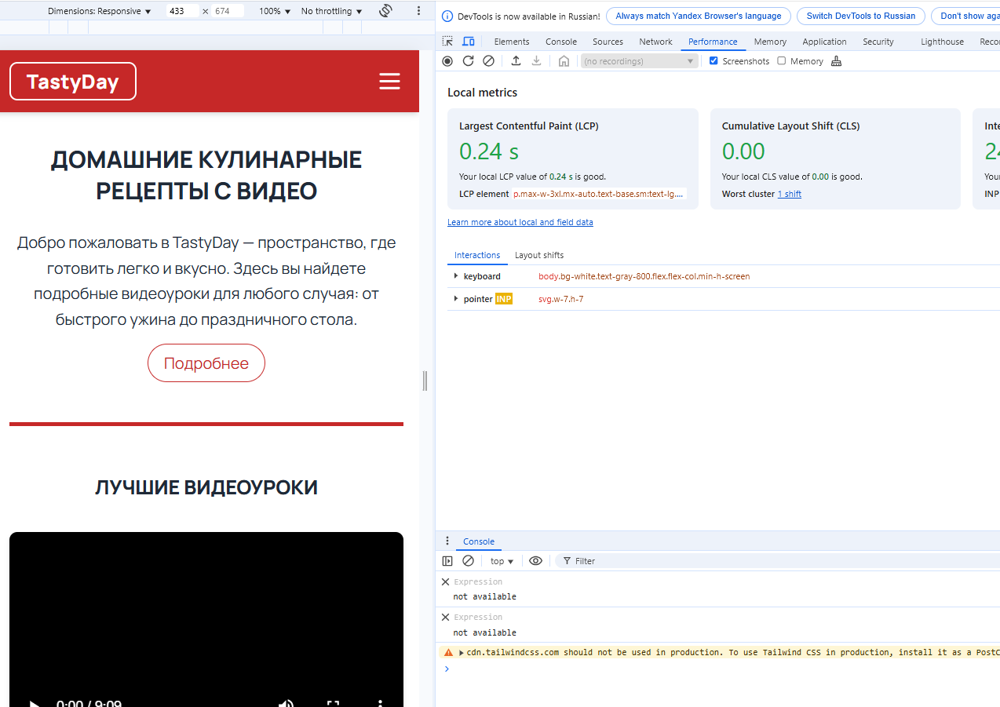 Dimensions: Responsive ▼ 433 × 674 100% ▼ No throttling ▼
TastyDay
ДОМАШНИЕ КУЛИНАРНЫЕ
РЕЦЕПТЫ С ВИДЕО
Добро пожаловать в TastyDay — пространство, где
готовить легко и вкусно. Здесь вы найдете
подробные видеоуроки для любого случая: от
быстрого ужина до праздничного стола.
Подробнее
ЛУЧШИЕ ВИДЕОУРОКИ
0:00 / 9:09
DevTools is now available in Russian! Always match Yandex Browser's language Switch DevTools to Russian Don't show aga
Elements Console Sources Network Performance Memory Application Security Lighthouse Recor
(no recordings) Screenshots Memory
Local metrics
Largest Contentful Paint (LCP)
0.24 s
Your local LCP value of 0.24 s is good.
LCP element p.max-w-3xl.mx-auto.text-base.sm:text-lg....
Cumulative Layout Shift (CLS)
0.00
Your local CLS value of 0.00 is good.
Worst cluster 1 shift
Inte
24
Your
INP
Learn more about local and field data
Interactions Layout shifts
keyboard body.bg-white.text-gray-800.flex.flex-col.min-h-screen
pointer INP svg.w-7.h-7
Console
top ▼ Filter
Expression
not available
Expression
not available
cdn.tailwindcss.com should not be used in production. To use Tailwind CSS in production, install it as a PostC